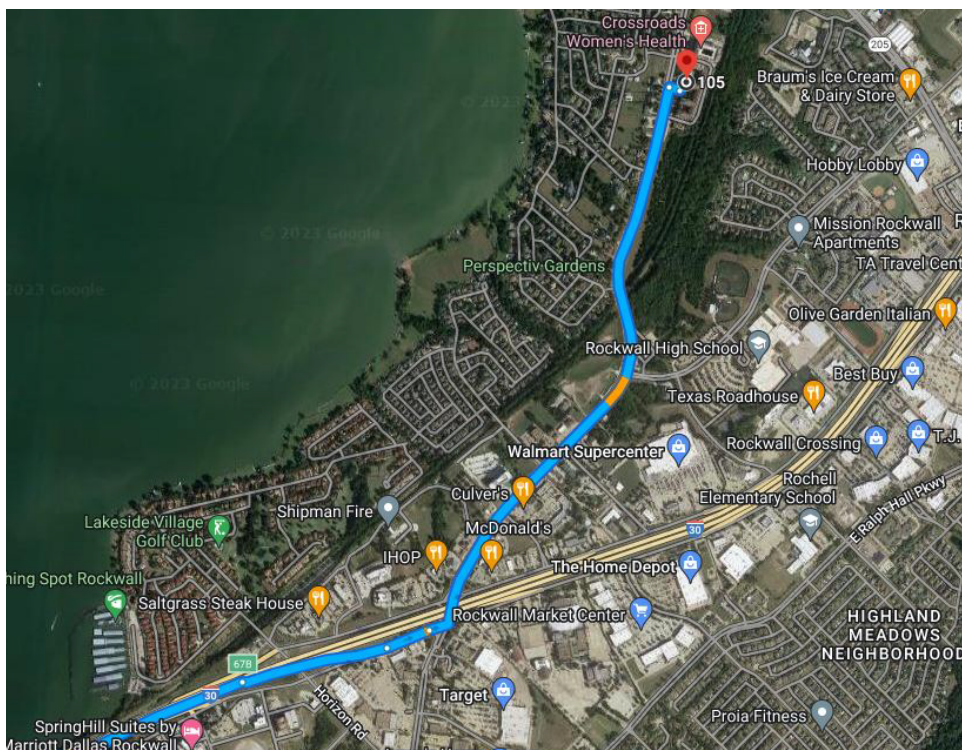 Crossroads
Women's Health
105
205
Braum's Ice Cream
& Dairy Store
Hobby Lobby
© 2023 Google
© 2023 Google
Mission Rockwall
Apartments
TA Travel Cent
Perspectiv Gardens
2023 Google
Olive Garden Italian
Rockwall High School
Best Buy
© 2023 Google
Texas Roadhouse
Walmart Supercenter
Rockwall Crossing
T.J.
Rochell
Elementary School
Culver's
E Ralph Hall Pkwy
Shipman Fire
Lakeside Village
Golf Club
McDonald's
30
IHOP
The Home Depot
hing Spot Rockwall
Saltgrass Steak House
Rockwall Market Center
HIGHLAND
MEADOWS
NEIGHBORHOOD
67B
30
Horizon Rd
Target
Proia Fitness
SpringHill Suites by
Marriott Dallas Rockwall